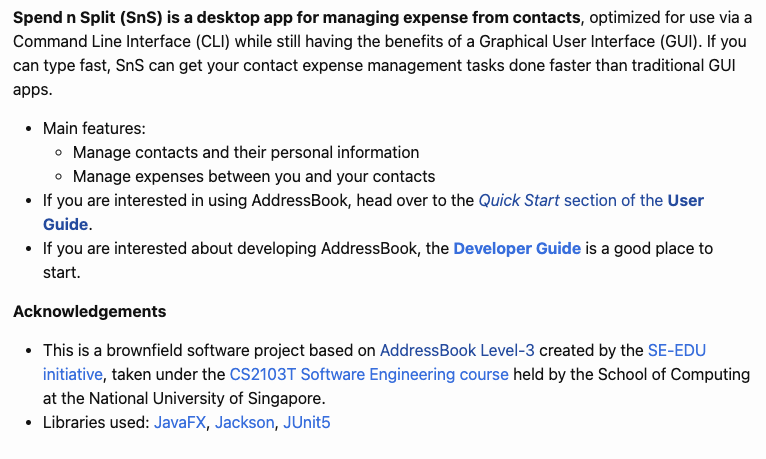 Spend n Split (SnS) is a desktop app for managing expense from contacts, optimized for use via a
Command Line Interface (CLI) while still having the benefits of a Graphical User Interface (GUI). If you
can type fast, SnS can get your contact expense management tasks done faster than traditional GUI
apps.
• Main features:
◦ Manage contacts and their personal information
◦ Manage expenses between you and your contacts
• If you are interested in using AddressBook, head over to the Quick Start section of the User
Guide.
• If you are interested about developing AddressBook, the Developer Guide is a good place to
start.
Acknowledgements
• This is a brownfield software project based on AddressBook Level-3 created by the SE-EDU
initiative, taken under the CS2103T Software Engineering course held by the School of Computing
at the National University of Singapore.
• Libraries used: JavaFX, Jackson, JUnit5